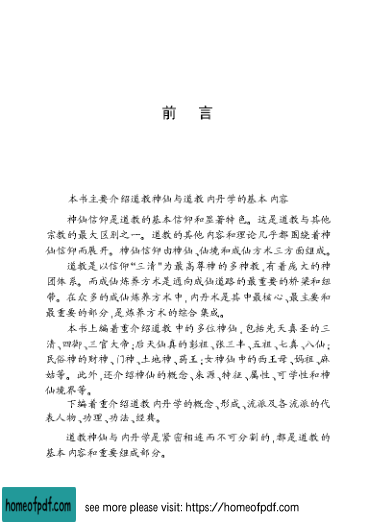 前 言
本书主要介绍道教神仙与道教内丹学的基本内容
神仙信仰是道教的基本信仰和显著特色。这是道教与其他
宗教的最大区别之一。道教的其他内容和理论几乎都围绕着神
仙信仰而展开。神仙信仰由神仙、仙境和成仙方术三方面组成。
道教是以信仰“三清”为最高尊神的多神教,有着庞大的神
团体系。而成仙炼养方术是通向成仙道路的最重要的桥梁和纽
带。在众多的成仙炼养方术中,内丹术是其中最核心、最主要和
最重要的部分,是炼养方术的综合集成。
本书上编着重介绍道教中的多位神仙,包括先天真圣的三
清、四御、三官大帝;后天仙真的彭祖、张三丰、五祖、七真、八仙;
民俗神的财神、门神、土地神、药王;女神仙中的西王母、妈祖、麻
姑等。此外,还介绍神仙的概念、来源、特征、属性、可学性和神
仙境界等。
下编着重介绍道教内丹学的概念、形成、流派及各流派的代
表人物、功理、功法、经典。
道教神仙与内丹学是紧密相连而不可分割的,都是道教的
基本内容和重要组成部分。
homeofpdf.com see more please visit: https://homeofpdf.com